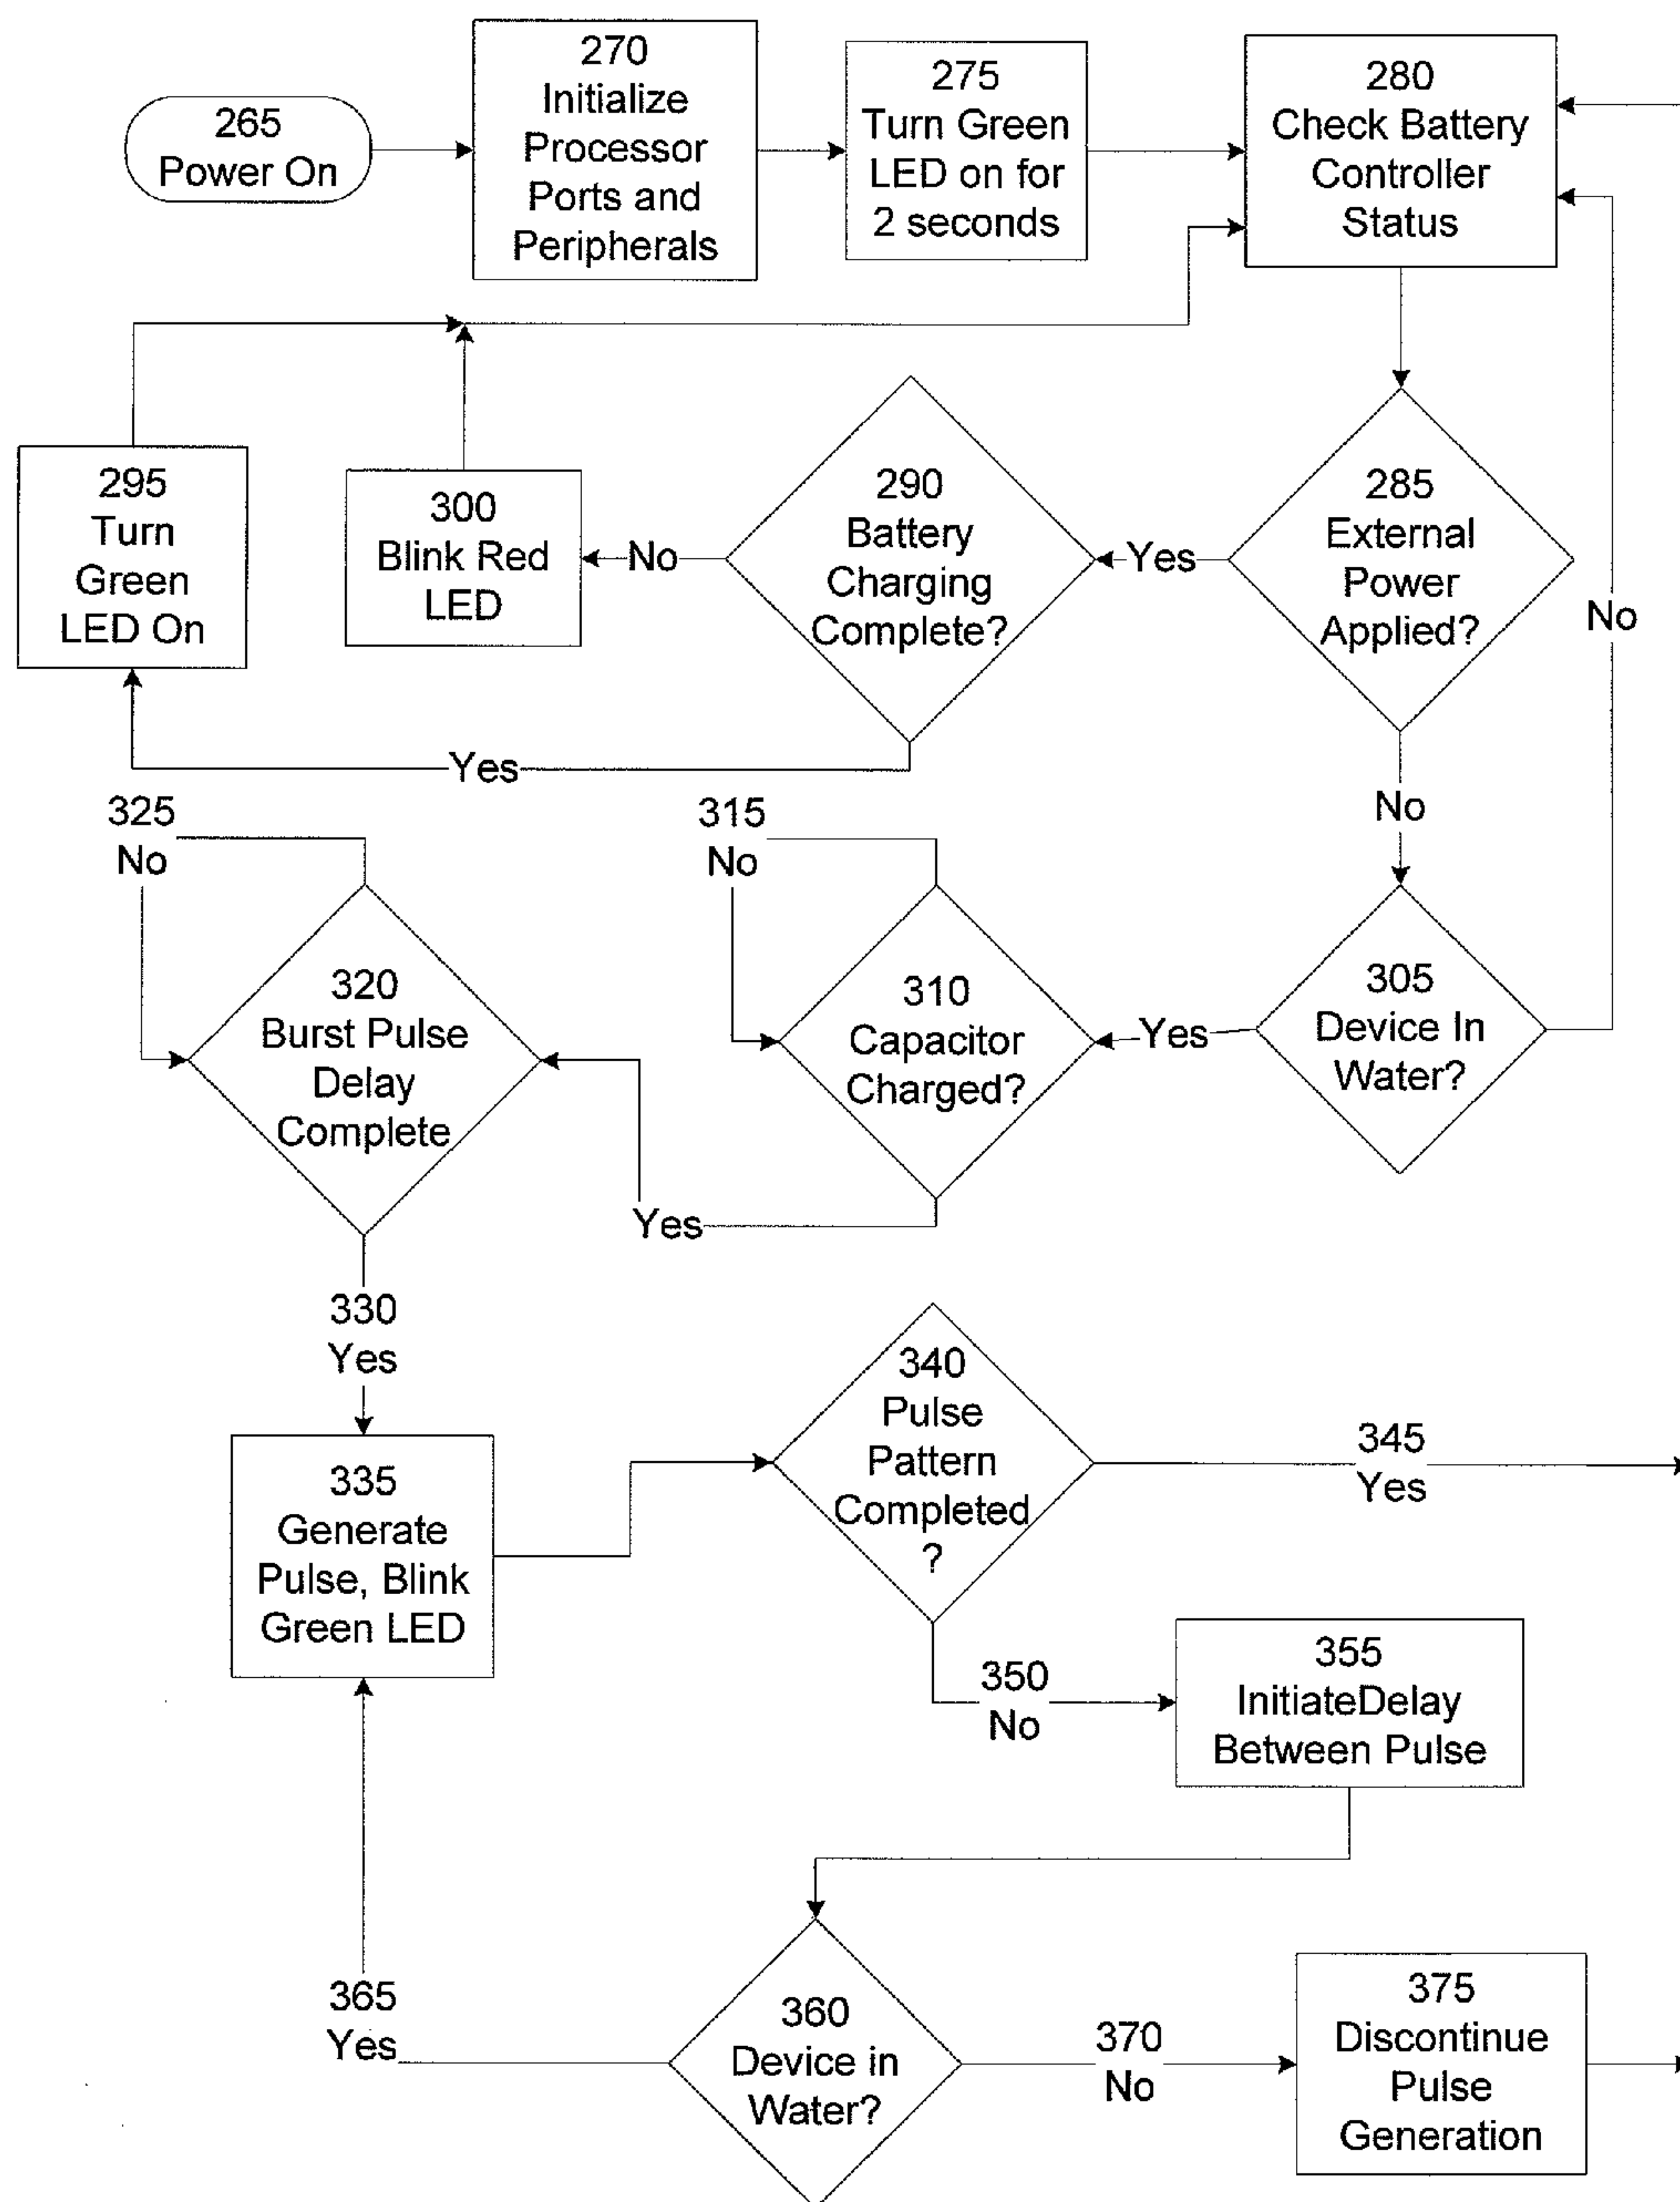 265
Power On
270
Initialize
Processor
Ports and
Peripherals
275
Turn Green
LED on for
2 seconds
280
Check Battery
Controller
Status
295
Turn
Green
LED On
300
Blink Red
LED
No
290
Battery
Charging
Complete?
Yes
285
External
Power
Applied?
No
Yes
No
325
No
315
No
320
Burst Pulse
Delay
Complete
310
Capacitor
Charged?
Yes
305
Device In
Water?
Yes
330
Yes
335
Generate
Pulse, Blink
Green LED
340
Pulse
Pattern
Completed
?
345
Yes
350
No
355
InitiateDelay
Between Pulse
365
Yes
360
Device in
Water?
370
No
375
Discontinue
Pulse
Generation